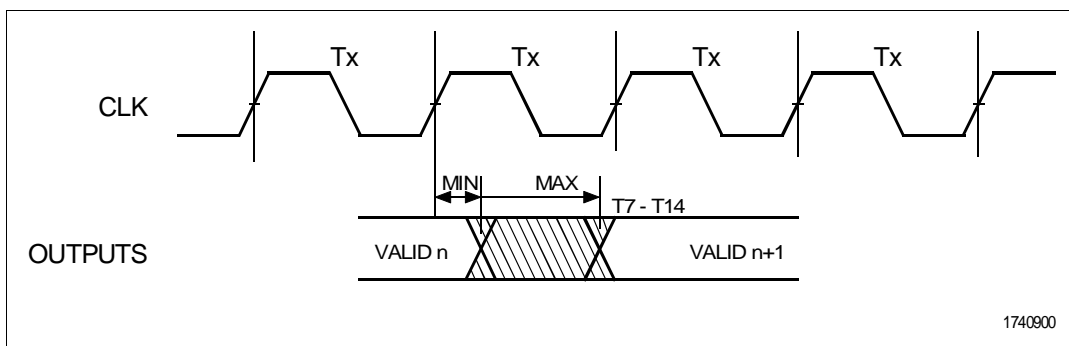 Tx Tx Tx Tx
CLK
MIN MAX
T7 - T14
OUTPUTS VALID n VALID n+1
1740900